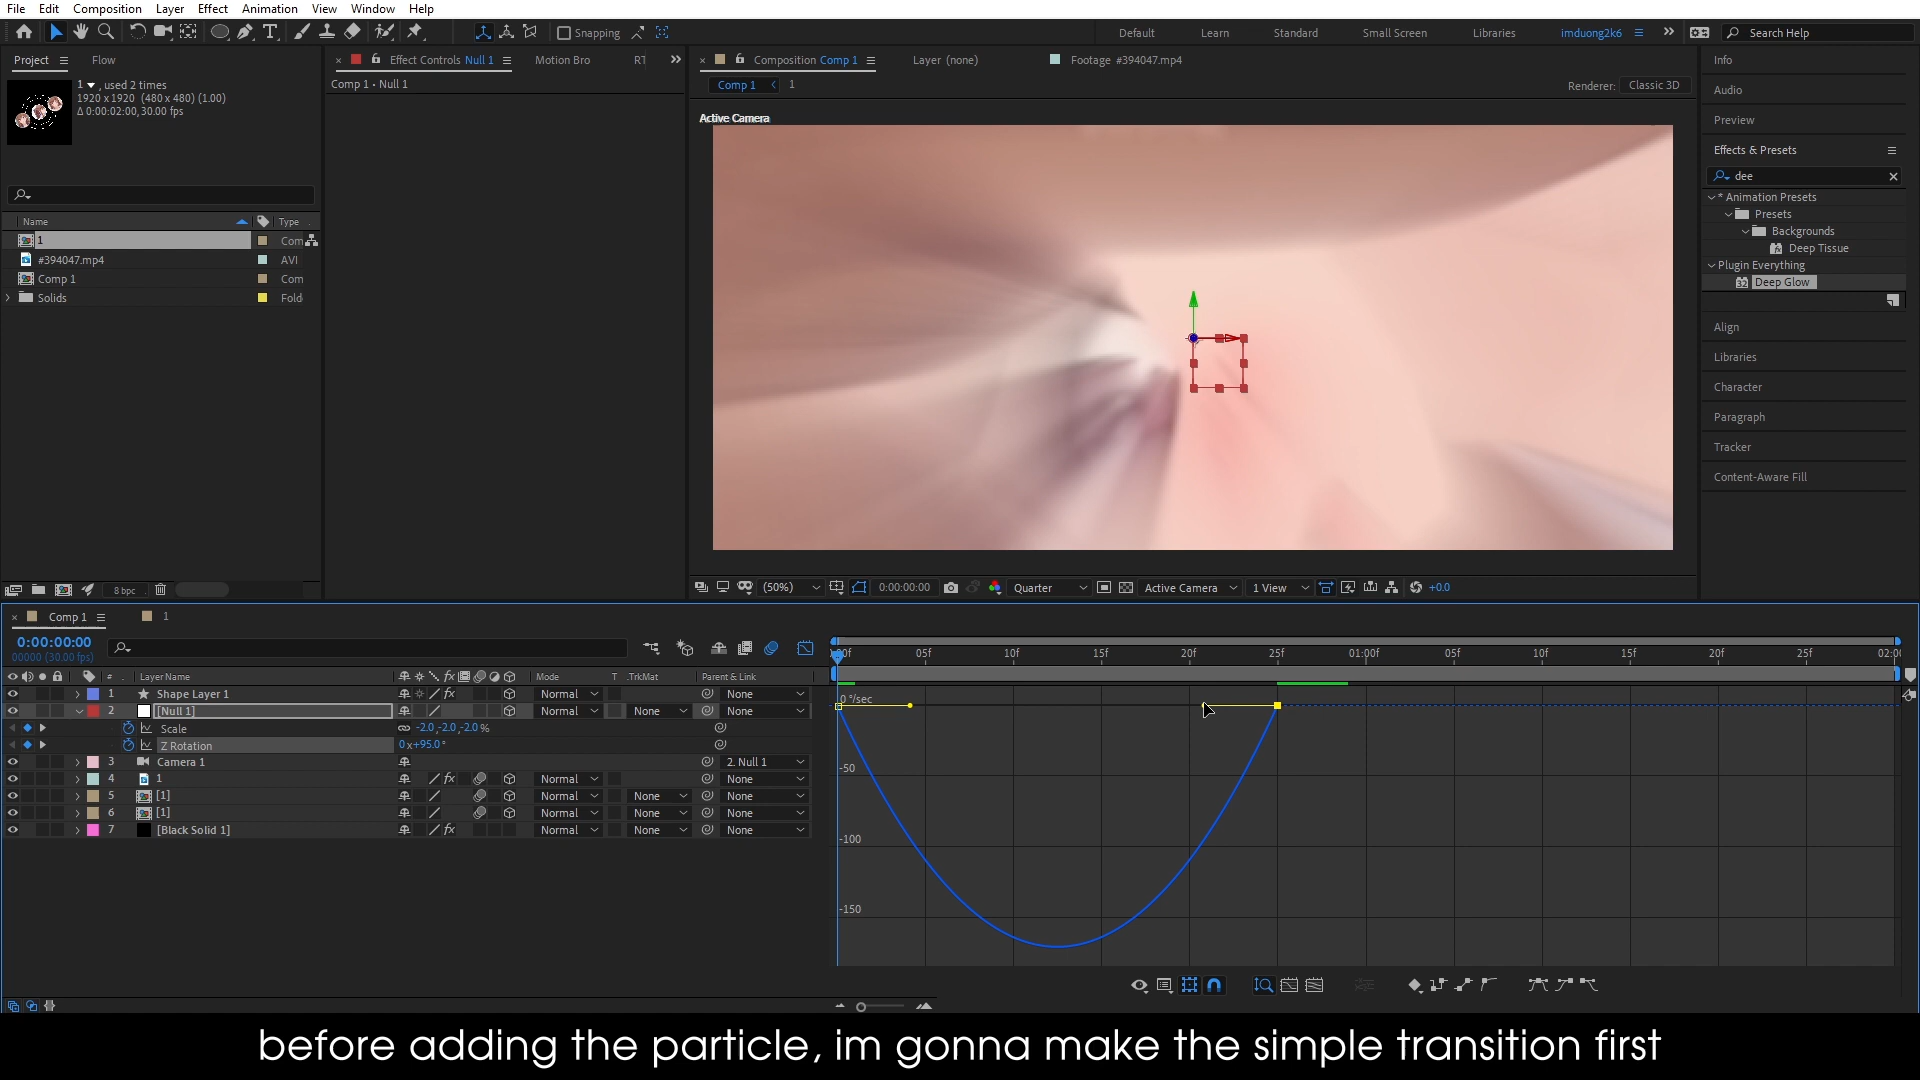 File Edit Composition Layer Effect Animation View Window Help
Snapping
Default Learn Standard Small Screen Libraries imduong2k6
Search Help
Project
Flow
1 , used 2 times
1920 x 1920 (480 x 480) (1.00)
Δ 0:00:02:00, 30.00 fps
Name Type
1 Com
#394047.mp4 AVI
Comp 1 Com
Solids Fold
8 bpc
Effect Controls Null 1
Motion Bro
Comp 1 • Null 1
Composition Comp 1
Layer (none)
Footage #394047.mp4
Comp 1 1
Renderer: Classic 3D
Active Camera
(50%) 0:00:00:00 Quarter Active Camera 1 View +0.0
Info
Audio
Preview
Effects & Presets
dee
* Animation Presets
Presets
Backgrounds
Deep Tissue
Plugin Everything
32 Deep Glow
Align
Libraries
Character
Paragraph
Tracker
Content-Aware Fill
Comp 1 1
0:00:00:00
00000 (30.00 fps)
# Layer Name Mode T .TrkMat Parent & Link
1 Shape Layer 1 Normal None
2 [Null 1] Normal None None
Scale -2.0,-2.0,-2.0%
Z Rotation 0x+95.0°
3 Camera 1 2. Null 1
4 1 Normal None
5 [1] Normal None None
6 [1] Normal None None
7 [Black Solid 1] Normal None None
05f 10f 15f 20f 25f 01:00f 05f 10f 15f 20f 25f 02:0
0 °/sec
-50
-100
-150
before adding the particle, im gonna make the simple transition first